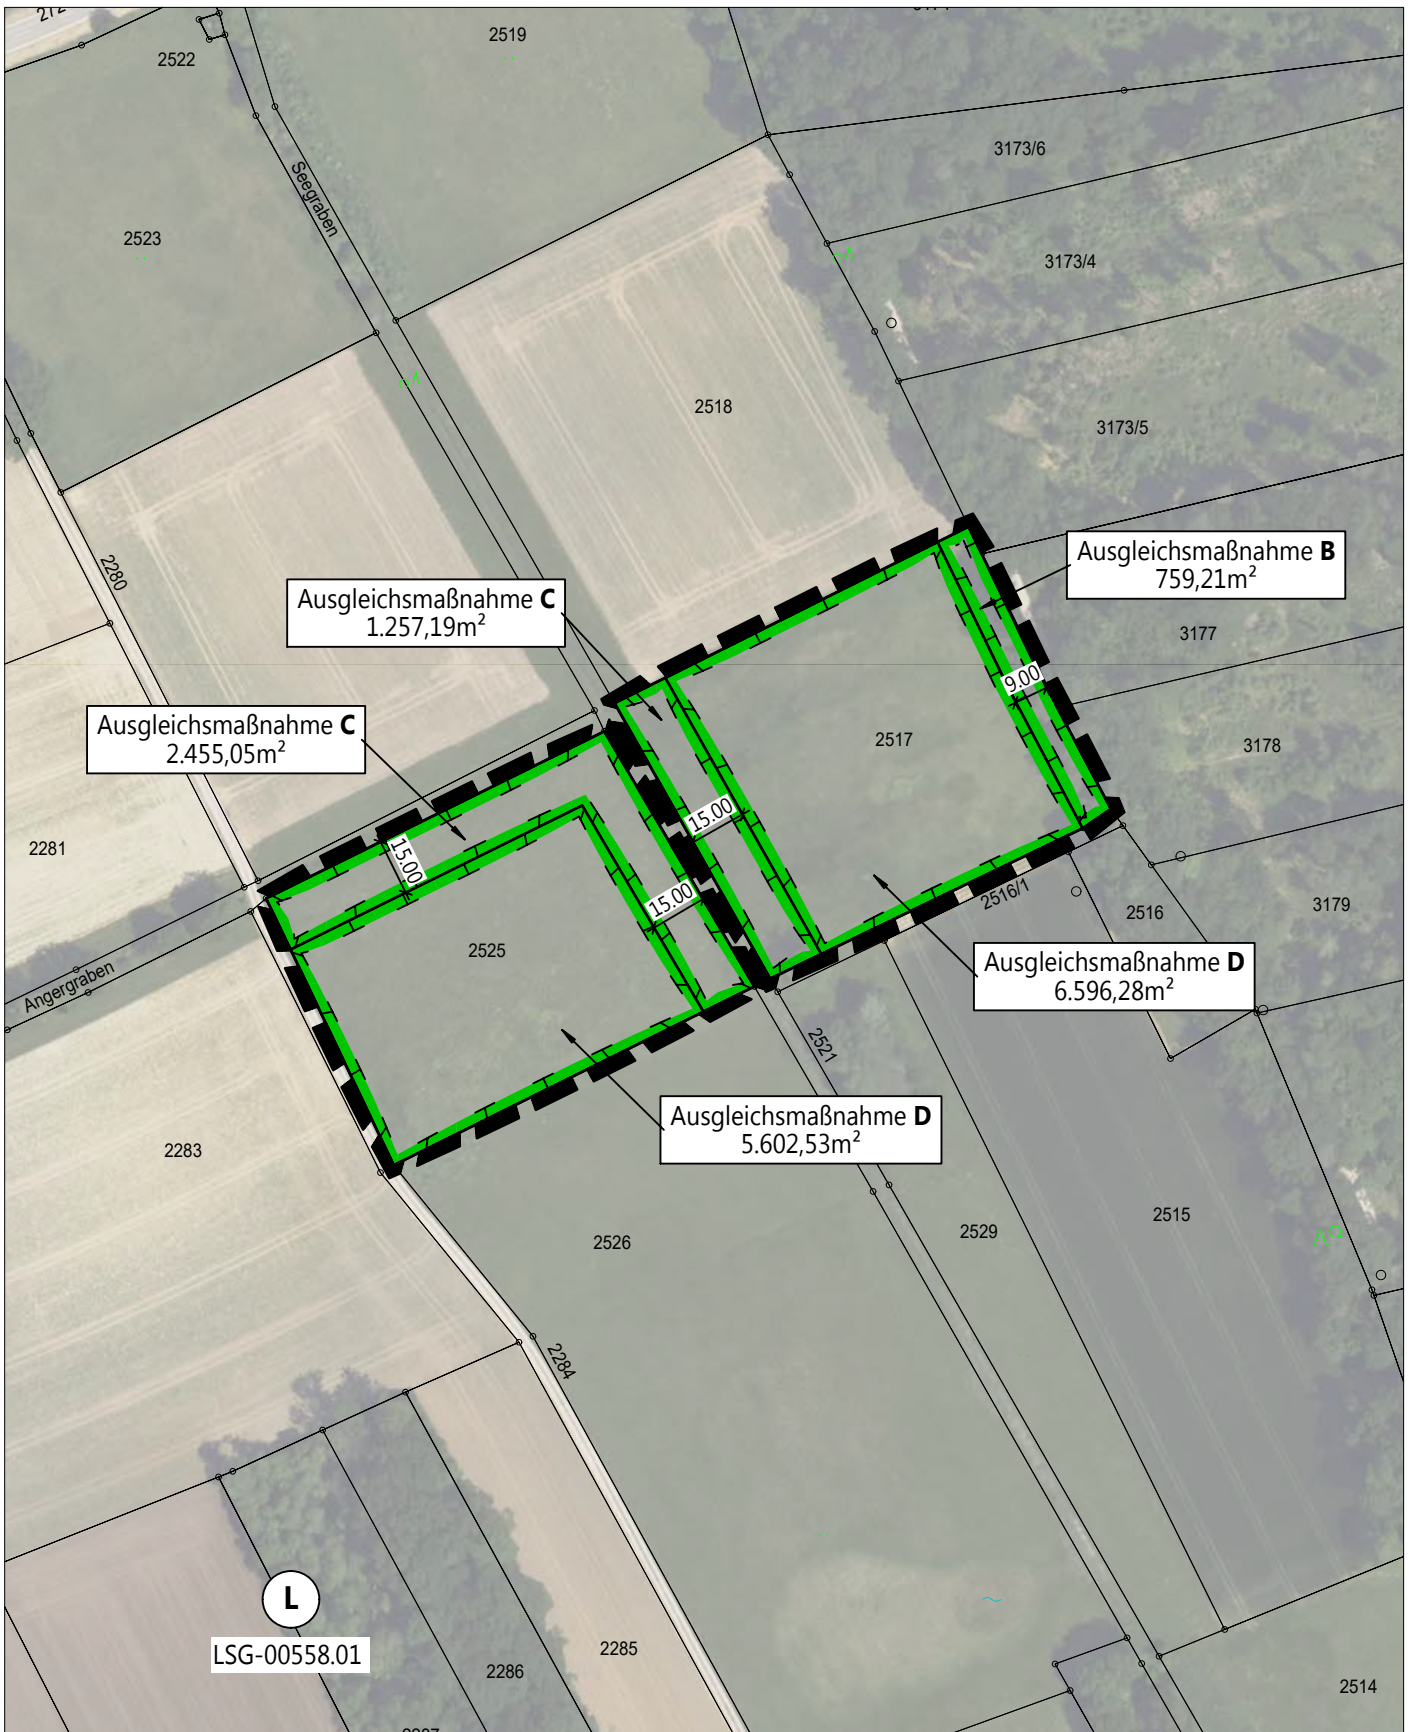 2522
2519
3173/6
Seegraben
2523
3173/4
2518
3173/5
2280
Ausgleichsmaßnahme B
759,21m²
Ausgleichsmaßnahme C
1.257,19m²
3177
9.00
Ausgleichsmaßnahme C
2.455,05m²
2517
3178
15.00
2281
15.00
15.00
2516/1
2516
3179
2525
Angergraben
Ausgleichsmaßnahme D
6.596,28m²
2521
Ausgleichsmaßnahme D
5.602,53m²
2283
2515
2526
2529
2284
L
LSG-00558.01
2285
2286
2514